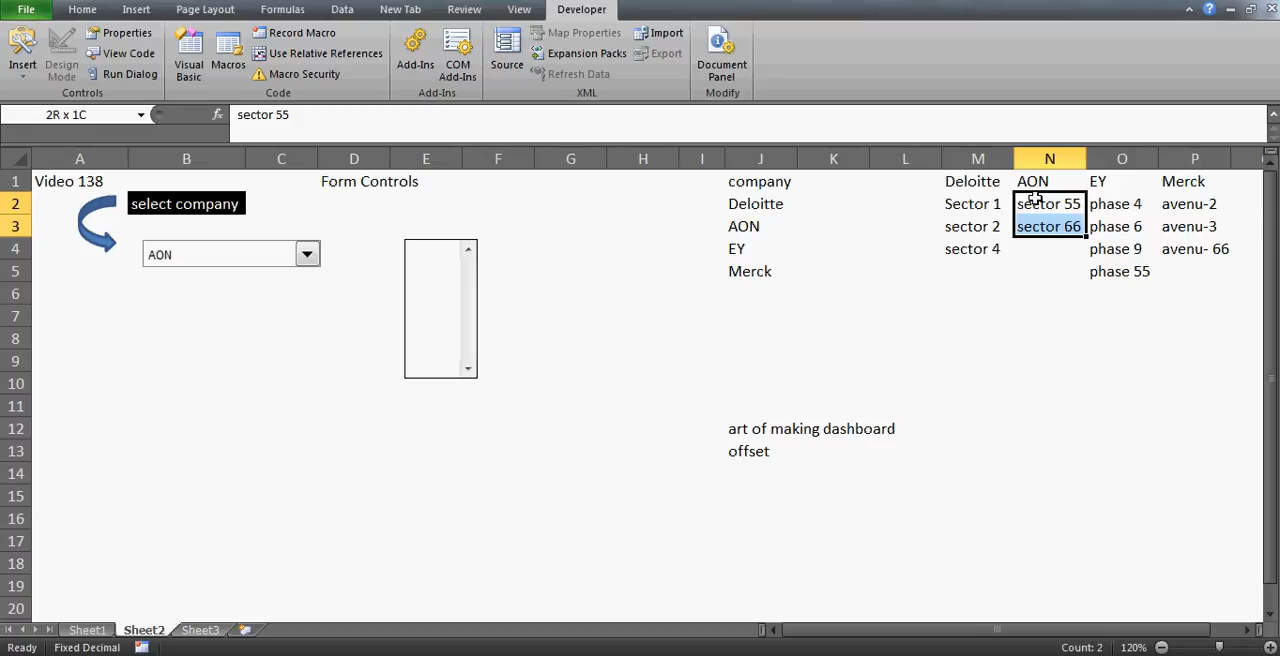 File Home Insert Page Layout Formulas Data New Tab Review View Developer
Properties Record Macro Map Properties Import
View Code Use Relative References Expansion Packs Export
Run Dialog Macro Security Refresh Data
Insert Design Mode Visual Basic Macros Add-Ins COM Add-Ins Source Document Panel
Controls Code Add-Ins XML Modify
2R x 1C fx sector 55
A B C D E F G H I J K L M N O P
1 Video 138 Form Controls company Deloitte AON EY Merck
2 select company Deloitte Sector 1 sector 55 phase 4 avenu-2
3 AON sector 2 sector 66 phase 6 avenu-3
4 AON EY sector 4 phase 9 avenu- 66
5 Merck phase 55
6
7
8
9
10
11
12 art of making dashboard
13 offset
14
15
16
17
18
19
20
Sheet1 Sheet2 Sheet3
Ready Fixed Decimal Count: 2 120%